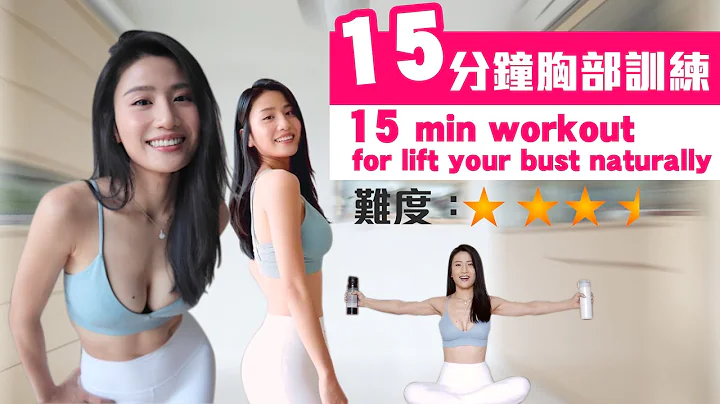 15分鐘胸部訓練
15 min workout
for lift your bust naturally
難度：